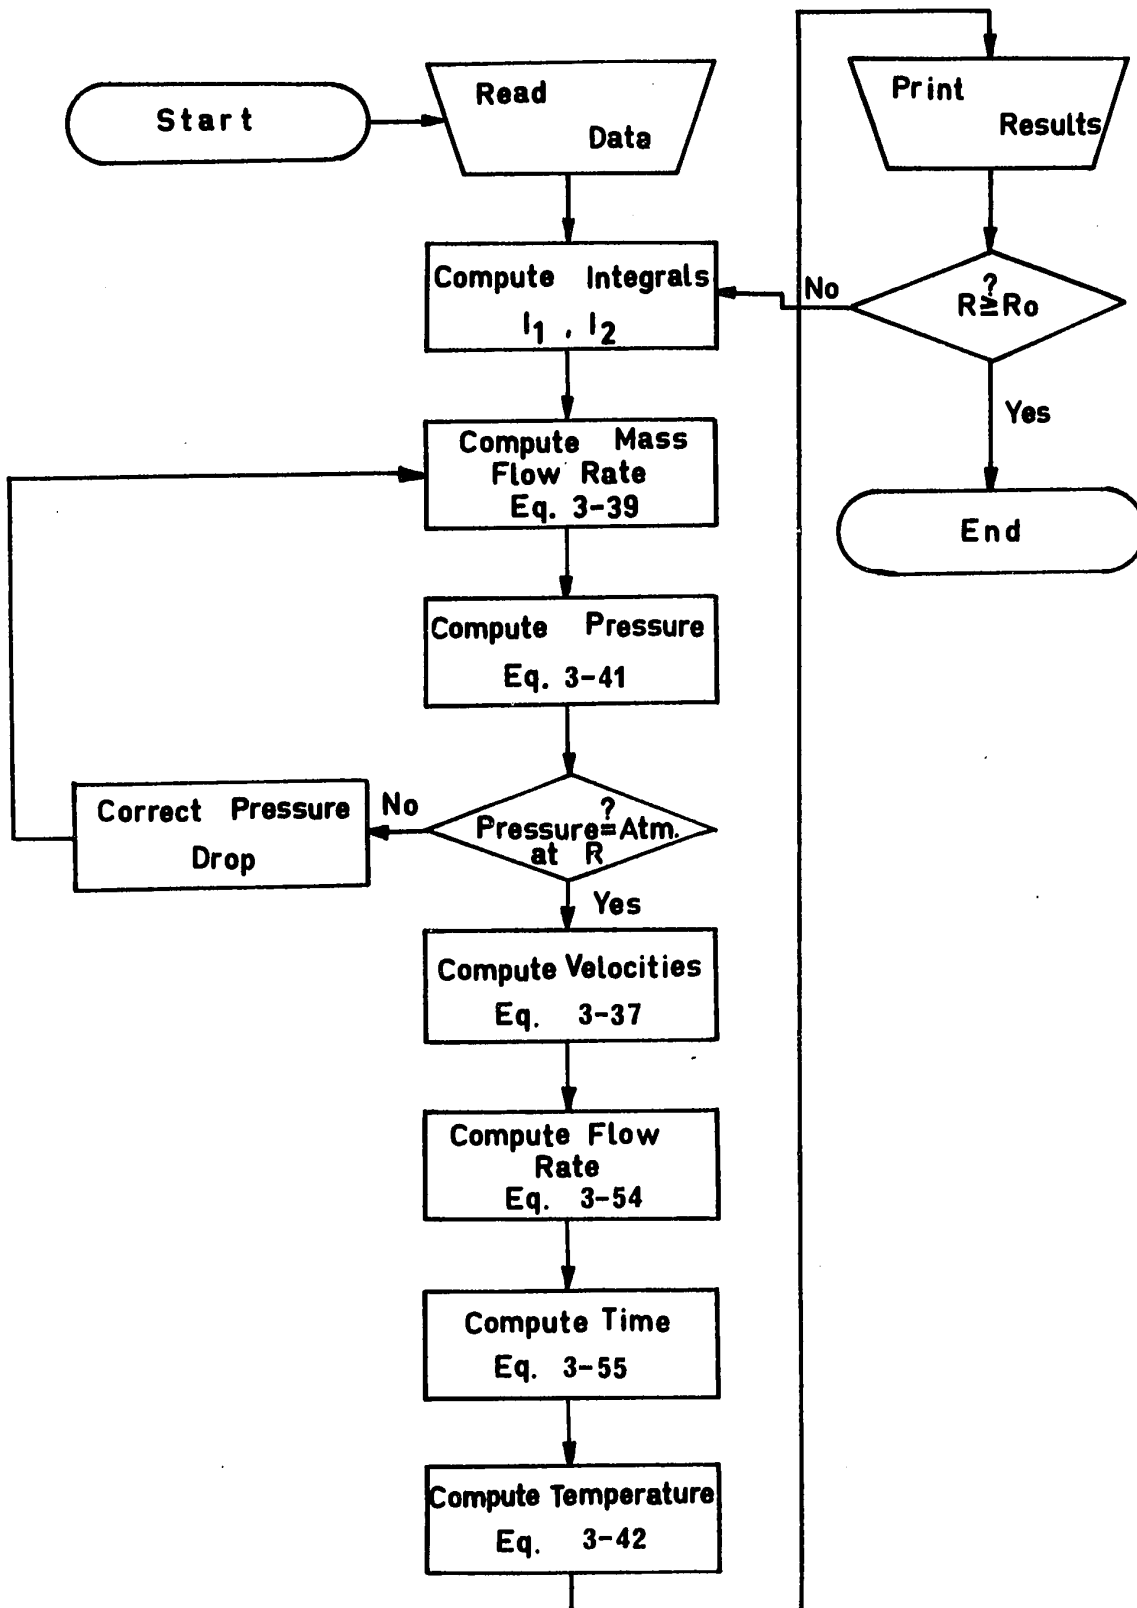 Start
Read
Data
Compute Integrals
I1 , I2
Compute Mass
Flow Rate
Eq. 3-39
Compute Pressure
Eq. 3-41
?
Pressure=Atm.
at R
No
Correct Pressure
Drop
Yes
Compute Velocities
Eq. 3-37
Compute Flow
Rate
Eq. 3-54
Compute Time
Eq. 3-55
Compute Temperature
Eq. 3-42
Print
Results
?
R≥Ro
No
Yes
End